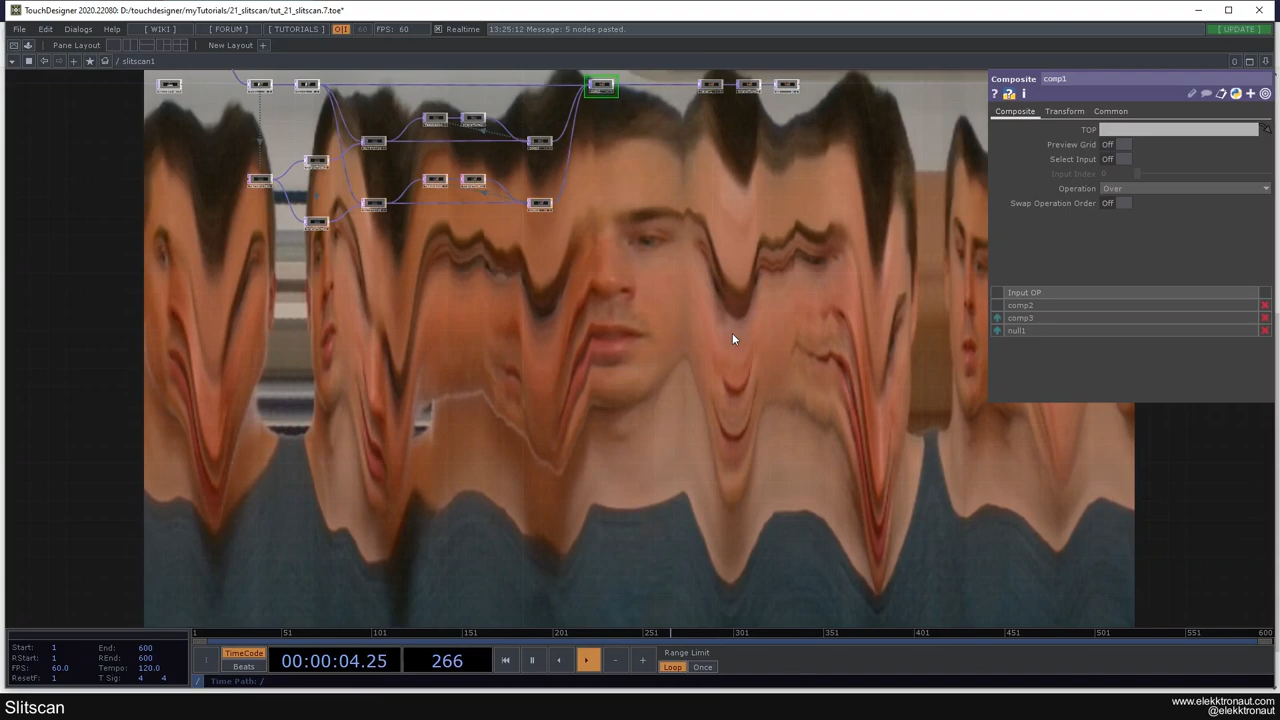 TouchDesigner 2020.22080: D:/touchdesigner/myTutorials/21_slitscan/tut_21_slitscan.7.toe*
File Edit Dialogs Help [ WIKI ] [ FORUM ] [ TUTORIALS ] O|I 60 FPS: 60 Realtime 13:25:12 Message: 5 nodes pasted. [ UPDATE ]
Pane Layout New Layout +
/ slitscan1 0
Composite comp1
? i
Composite Transform Common
TOP
Preview Grid Off
Select Input Off
Input Index 0
Operation Over
Swap Operation Order Off
Input OP
comp2
comp3
null1
1 51 101 151 201 251 301 351 401 451 501 551 600
Start: 1 End: 600
RStart: 1 REnd: 600
FPS: 60.0 Tempo: 120.0
ResetF: 1 T Sig: 4 4
TimeCode
Beats
00:00:04.25 266
Range Limit
Loop Once
/ Time Path: /
Slitscan
www.elekktronaut.com
@elekktronaut